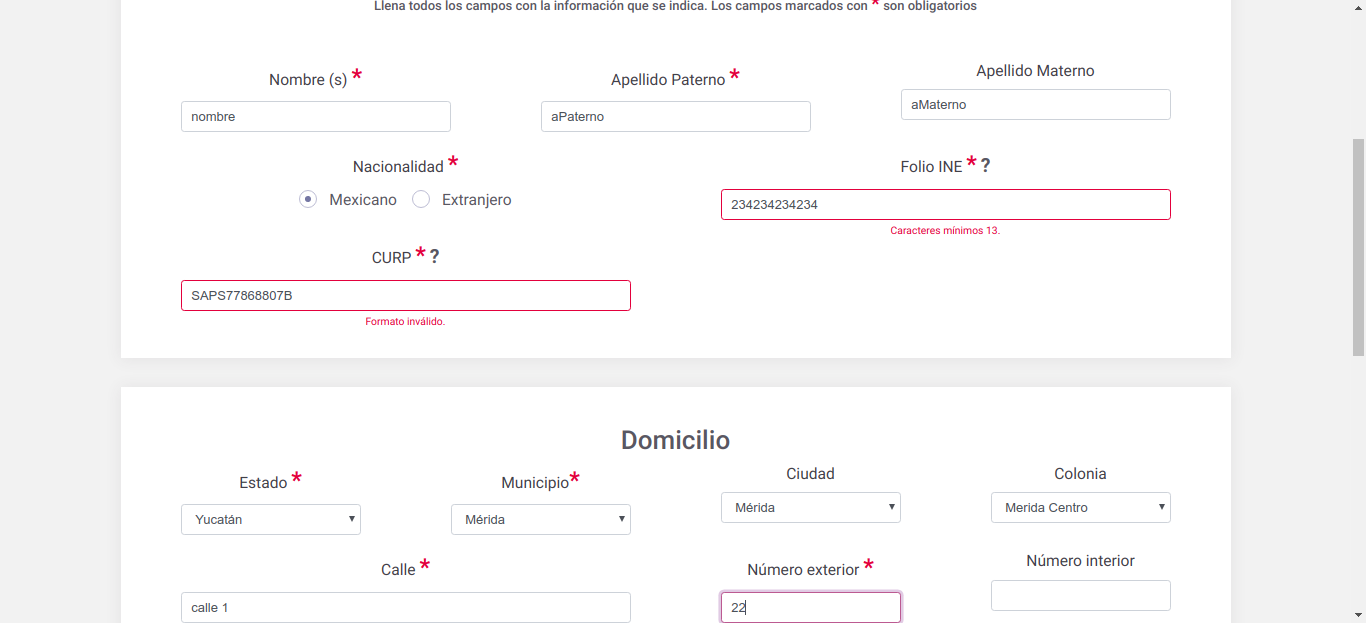 Llena todos los campos con la información que se indica. Los campos marcados con * son obligatorios
Nombre (s) *
Apellido Paterno *
Apellido Materno
nombre
aPaterno
aMaterno
Nacionalidad *
Folio INE * ?
Mexicano
Extranjero
234234234234
Caracteres mínimos 13.
CURP * ?
SAPS77868807B
Formato inválido.
Domicilio
Estado *
Municipio*
Ciudad
Colonia
Yucatán
Mérida
Mérida
Merida Centro
Calle *
Número exterior *
Número interior
calle 1
22